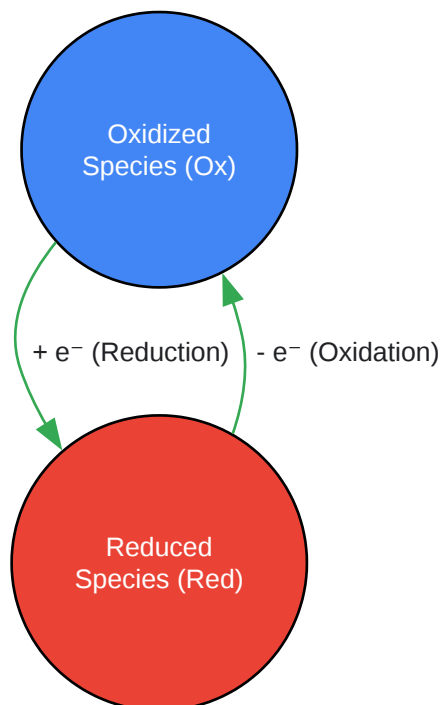 Oxidized
Species (Ox)
+ e⁻ (Reduction)
- e⁻ (Oxidation)
Reduced
Species (Red)